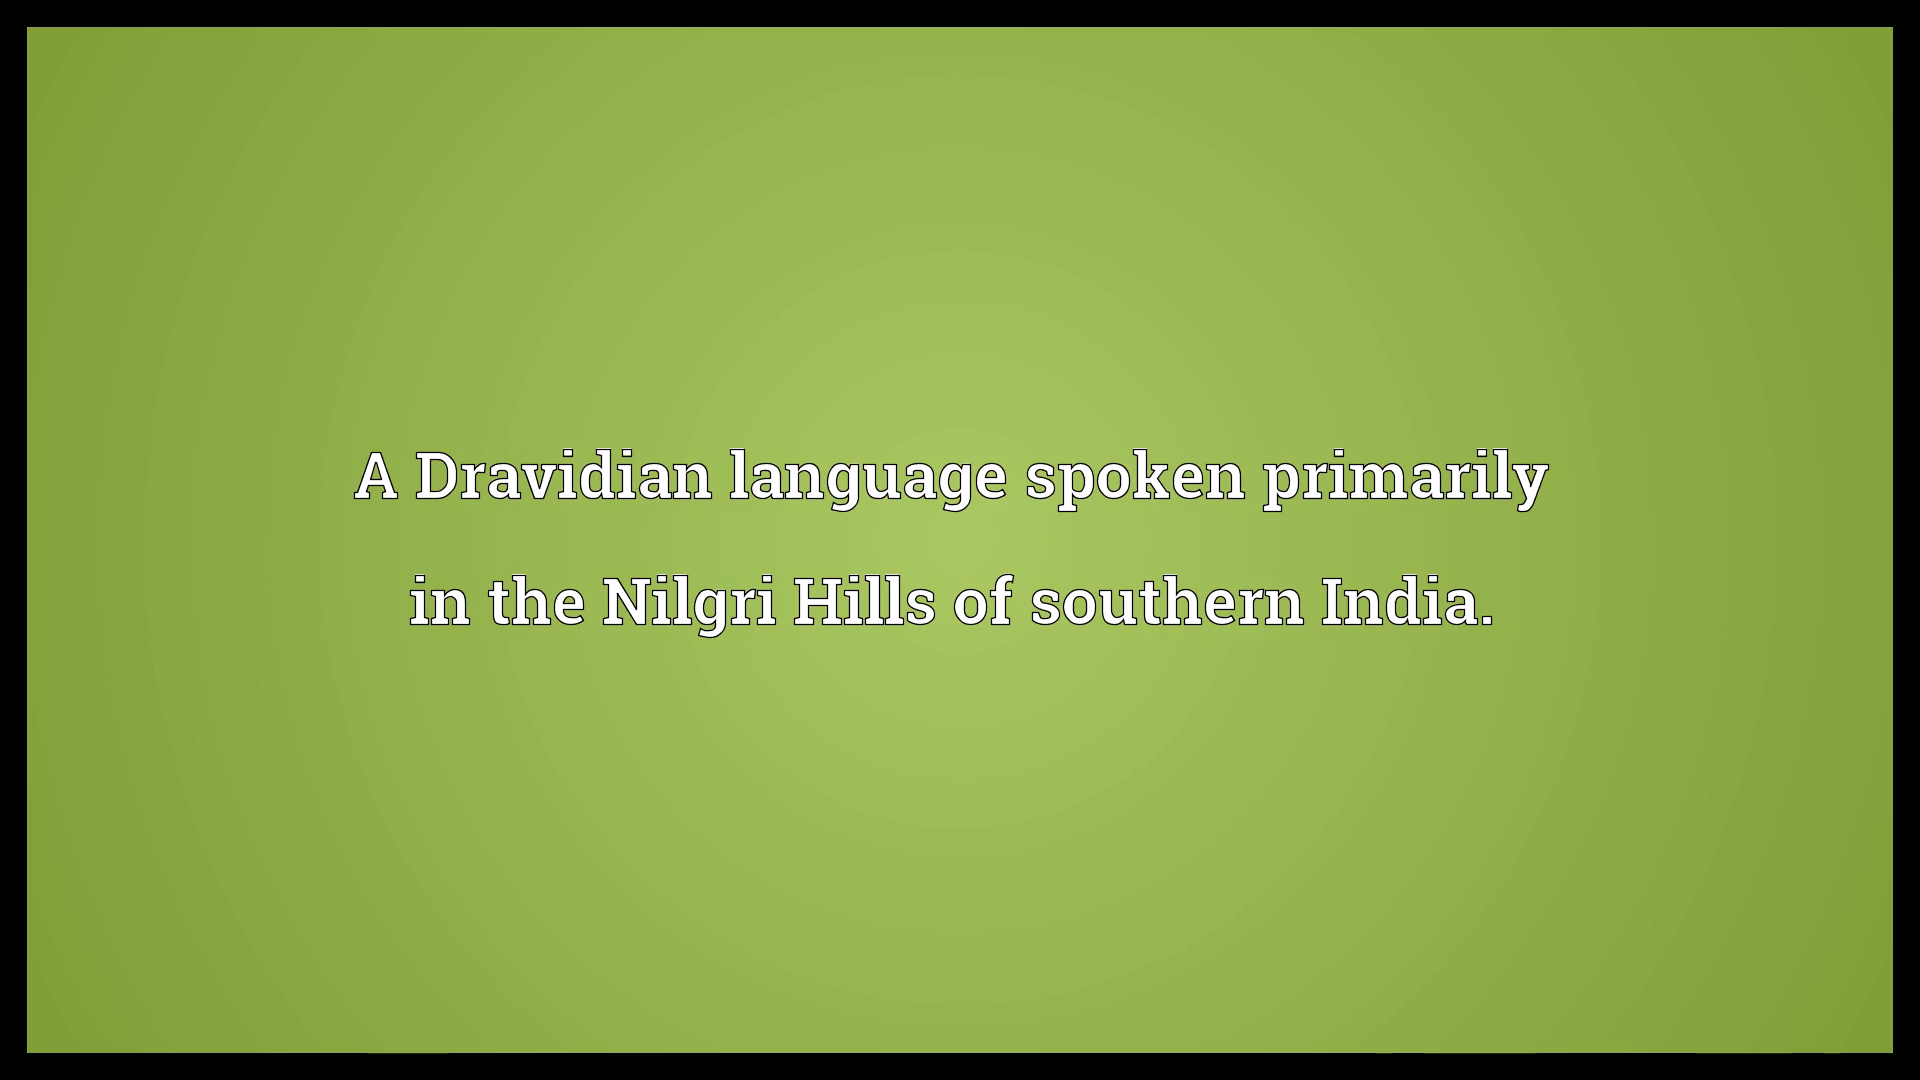 A Dravidian language spoken primarily
in the Nilgri Hills of southern India.